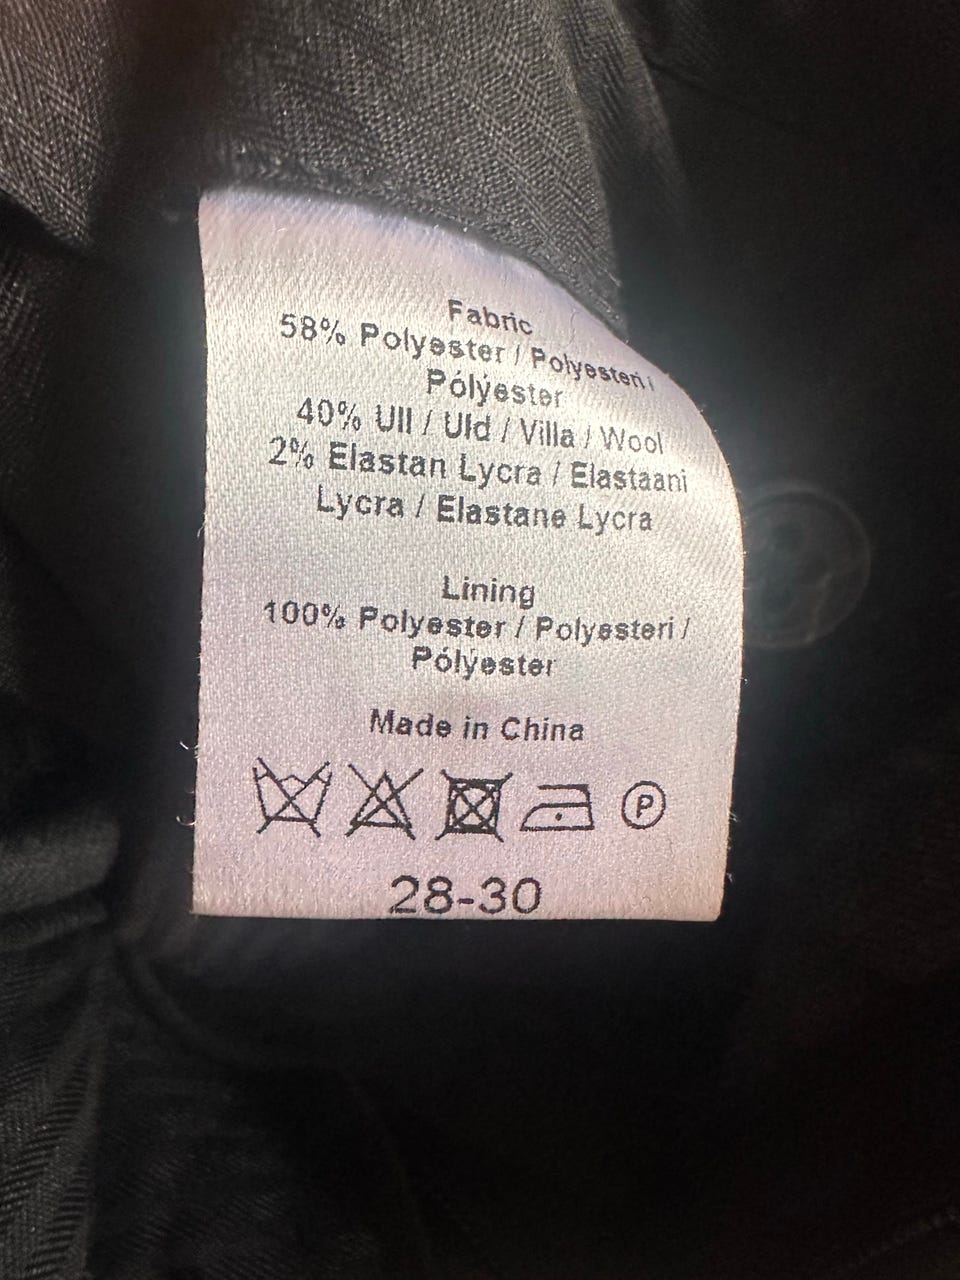 Fabric
58% Polyester / Polyesteri /
Pólýester
40% Ull / Uld / Villa / Wool
2% Elastan Lycra / Elastaani
Lycra / Elastane Lycra
Lining
100% Polyester / Polyesteri /
Pólýester
Made in China
P
28-30